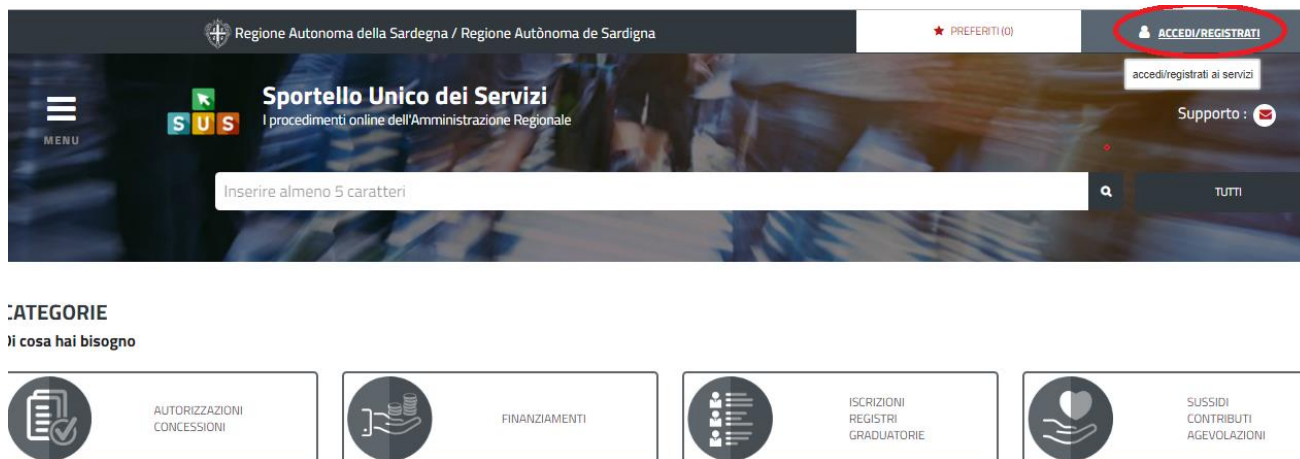 Regione Autonoma della Sardegna / Regione Autònoma de Sardigna
PREFERITI (0)
ACCEDI/REGISTRATI
accedi/registrati ai servizi
MENU
SUS
Sportello Unico dei Servizi
I procedimenti online dell'Amministrazione Regionale
Supporto :
Inserire almeno 5 caratteri
TUTTI
CATEGORIE
Di cosa hai bisogno
AUTORIZZAZIONI
CONCESSIONI
FINANZIAMENTI
ISCRIZIONI
REGISTRI
GRADUATORIE
SUSSIDI
CONTRIBUTI
AGEVOLAZIONI